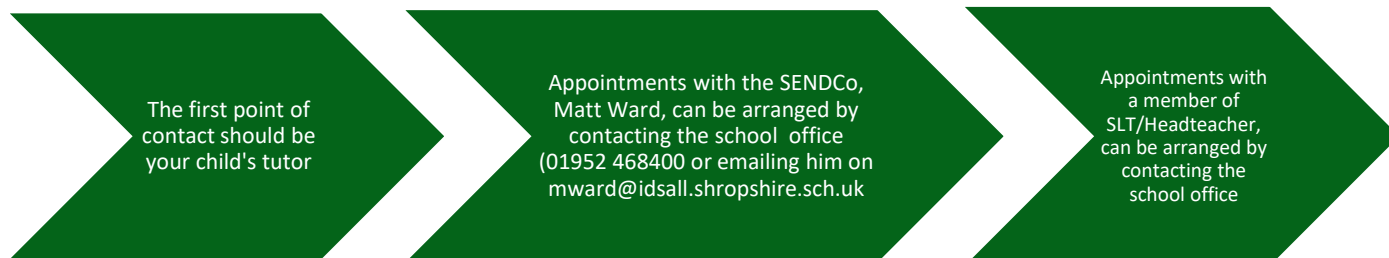 The first point of
contact should be
your child's tutor
Appointments with the SENDCo,
Matt Ward, can be arranged by
contacting the school  office
(01952 468400 or emailing him on
mward@idsall.shropshire.sch.uk
Appointments with
a member of
SLT/Headteacher,
can be arranged by
contacting the
school office